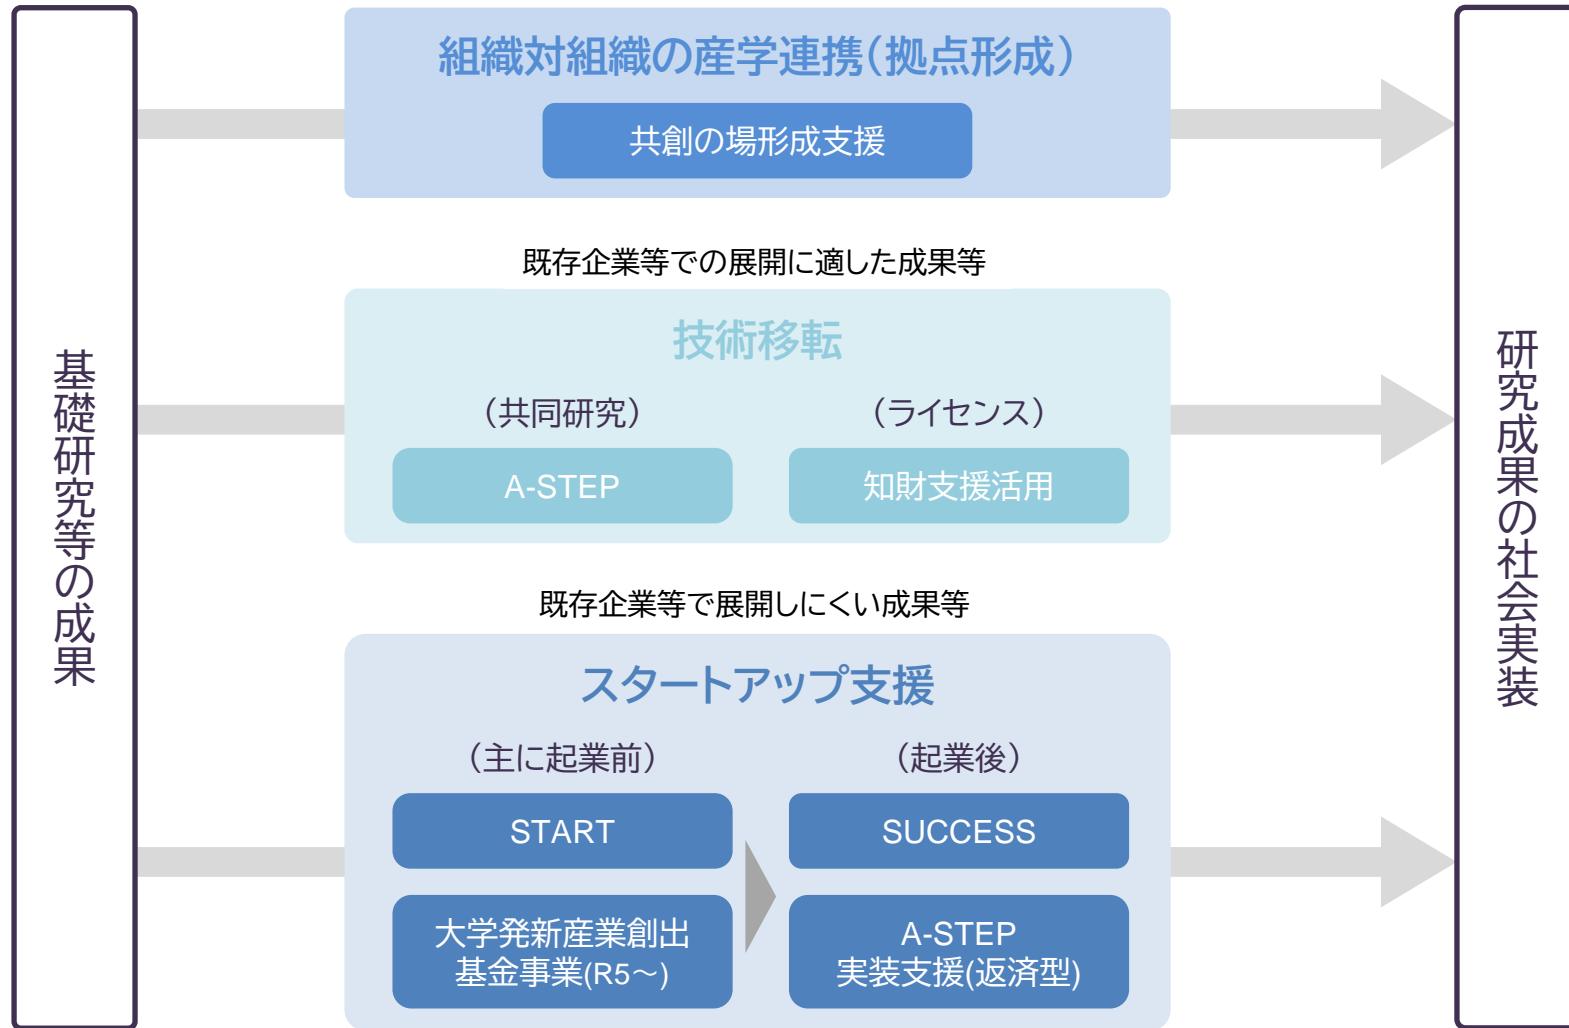 組織対組織の産学連携(拠点形成)
共創の場形成支援
既存企業等での展開に適した成果等
技術移転
(共同研究)
(ライセンス)
A-STEP
知財支援活用
既存企業等で展開しにくい成果等
スタートアップ支援
(主に起業前)
(起業後)
START
SUCCESS
大学発新産業創出
基金事業(R5～)
A-STEP
実装支援(返済型)
基礎研究等の成果
研究成果の社会実装